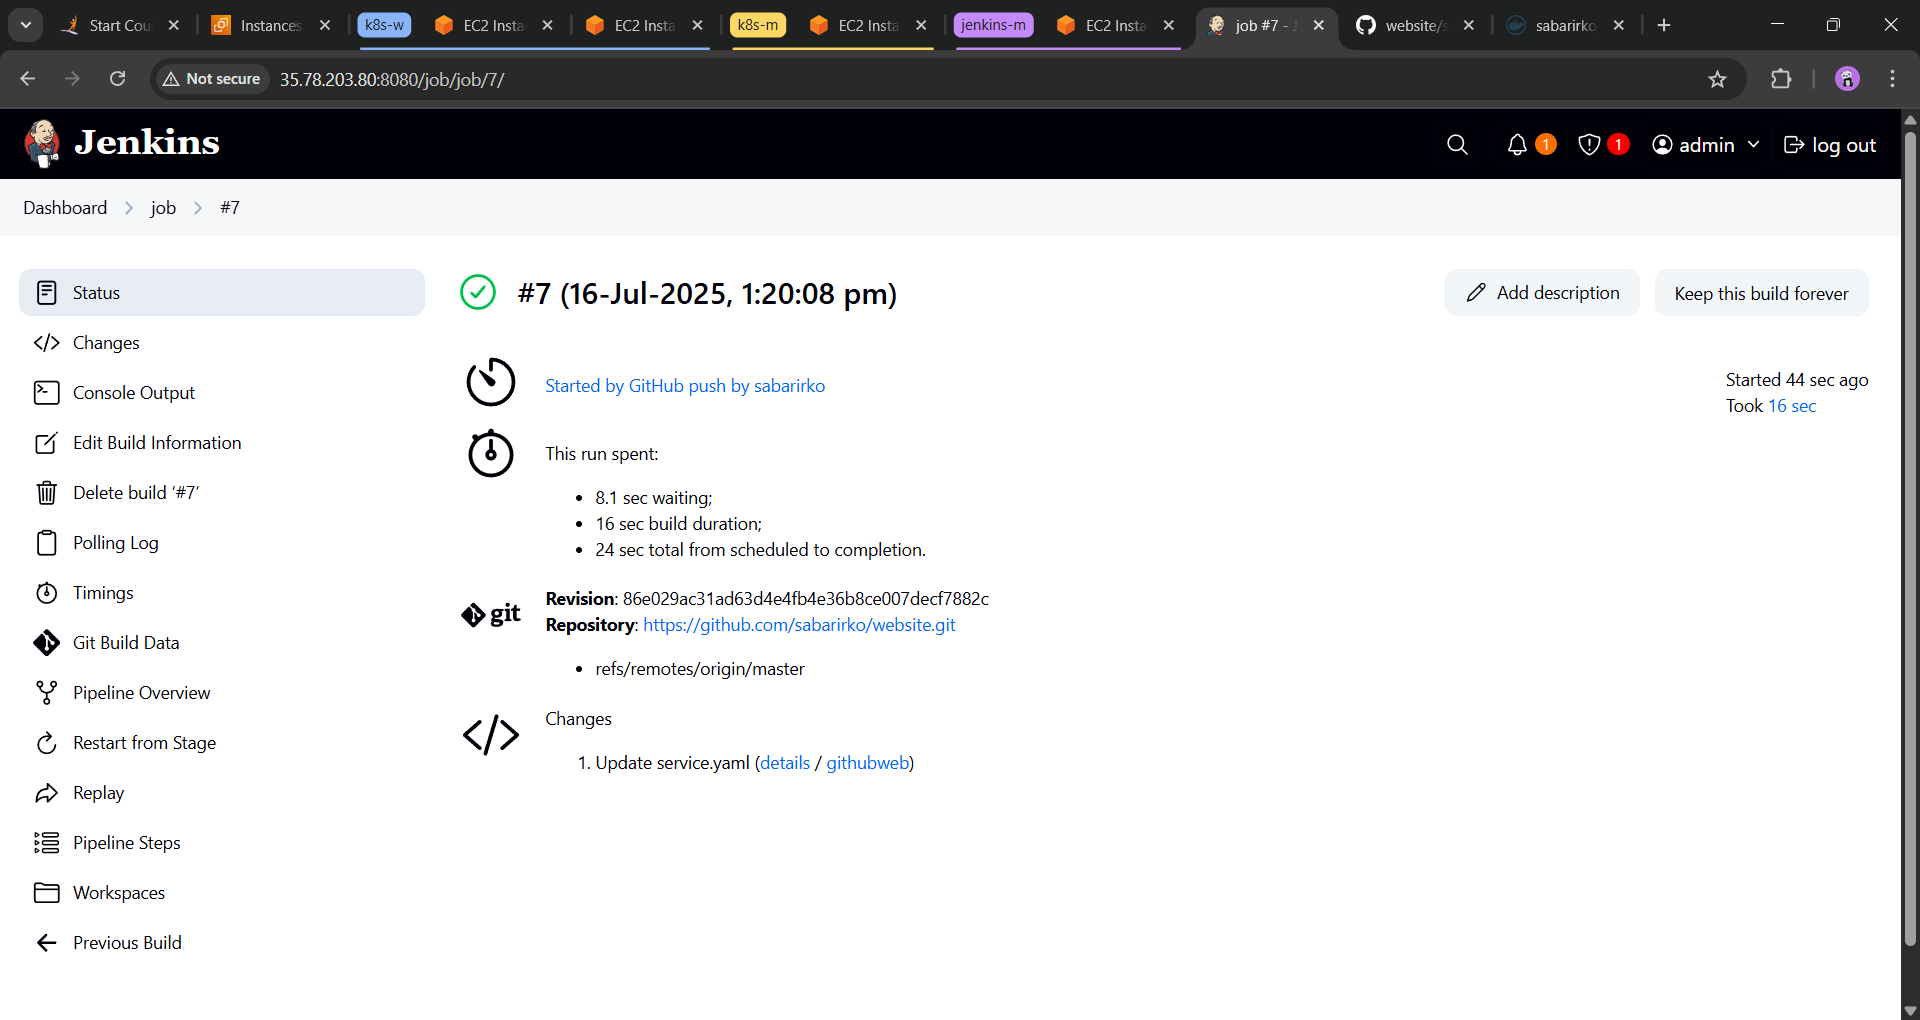 Start Cou
Instances
k8s-w
EC2 Insta
EC2 Insta
k8s-m
EC2 Insta
jenkins-m
EC2 Insta
job #7 - J
website/s
sabarirko
Not secure
35.78.203.80:8080/job/job/7/
Jenkins
1
1
admin
log out
Dashboard
job
#7
Status
Changes
Console Output
Edit Build Information
Delete build ‘#7’
Polling Log
Timings
Git Build Data
Pipeline Overview
Restart from Stage
Replay
Pipeline Steps
Workspaces
Previous Build
#7 (16-Jul-2025, 1:20:08 pm)
Add description
Keep this build forever
Started by GitHub push by sabarirko
Started 44 sec ago
Took 16 sec
This run spent:
• 8.1 sec waiting;
• 16 sec build duration;
• 24 sec total from scheduled to completion.
git
Revision: 86e029ac31ad63d4e4fb4e36b8ce007decf7882c
Repository: https://github.com/sabarirko/website.git
• refs/remotes/origin/master
Changes
1. Update service.yaml (details / githubweb)